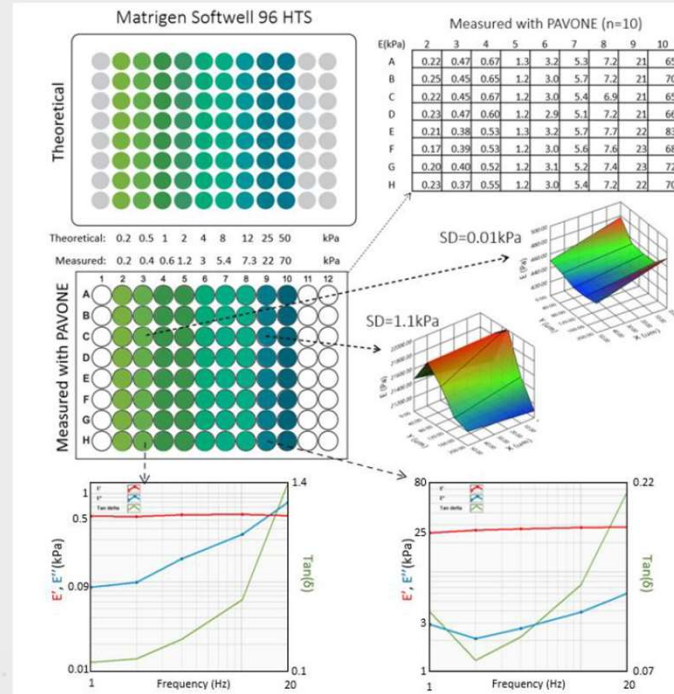 Matrigen Softwell 96 HTS
Theoretical
Theoretical: 0.2 0.5 1 2 4 8 12 25 50 kPa
Measured: 0.2 0.4 0.6 1.2 3 5.4 7.3 22 70 kPa
Measured with PAVONE (n=10)
E(kPa) 2 3 4 5 6 7 8 9 10
A 0.22 0.47 0.67 1.3 3.2 5.3 7.2 21 65
B 0.25 0.45 0.65 1.2 3.0 5.7 7.2 21 70
C 0.22 0.45 0.67 1.2 3.0 5.4 6.9 21 65
D 0.23 0.47 0.60 1.2 2.9 5.1 7.2 21 66
E 0.21 0.38 0.53 1.3 3.2 5.7 7.7 22 83
F 0.17 0.39 0.53 1.2 3.0 5.6 7.6 23 68
G 0.20 0.40 0.52 1.2 3.1 5.2 7.4 23 72
H 0.23 0.37 0.55 1.2 3.0 5.4 7.2 22 70
Measured with PAVONE
1 2 3 4 5 6 7 8 9 10 11 12
A
B
C
D
E
F
G
H
SD=0.01kPa
E (Pa)
X (um)
SD=1.1kPa
E (Pa)
X (um)
E', E''(kPa)
1
0.5
0.09
0.01
E'
E''
Tan delta
1.4
0.1
Tan(δ)
1 Frequency (Hz) 20
E', E''(kPa)
80
25
3
1
E'
E''
Tan delta
0.22
0.07
Tan(δ)
1 Frequency (Hz) 20